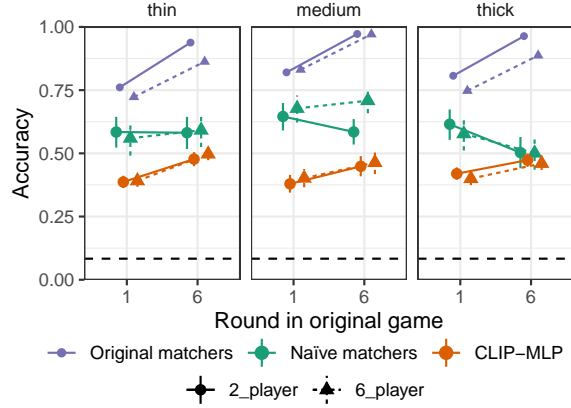 thin medium thick
1.00
0.75
0.50
0.25
0.00
Accuracy
1 6 1 6 1 6
Round in original game
Original matchers Naïve matchers CLIP−MLP
2_player 6_player